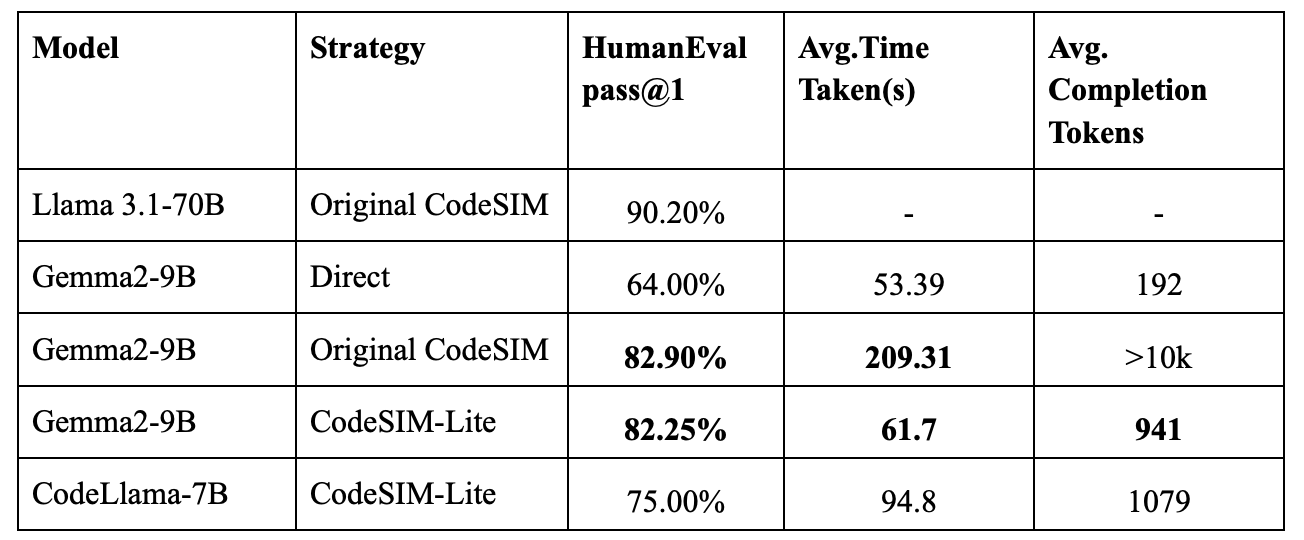 Model Strategy HumanEval pass@1 Avg.Time Taken(s) Avg. Completion Tokens
Llama 3.1-70B Original CodeSIM 90.20% - -
Gemma2-9B Direct 64.00% 53.39 192
Gemma2-9B Original CodeSIM 82.90% 209.31 >10k
Gemma2-9B CodeSIM-Lite 82.25% 61.7 941
CodeLlama-7B CodeSIM-Lite 75.00% 94.8 1079